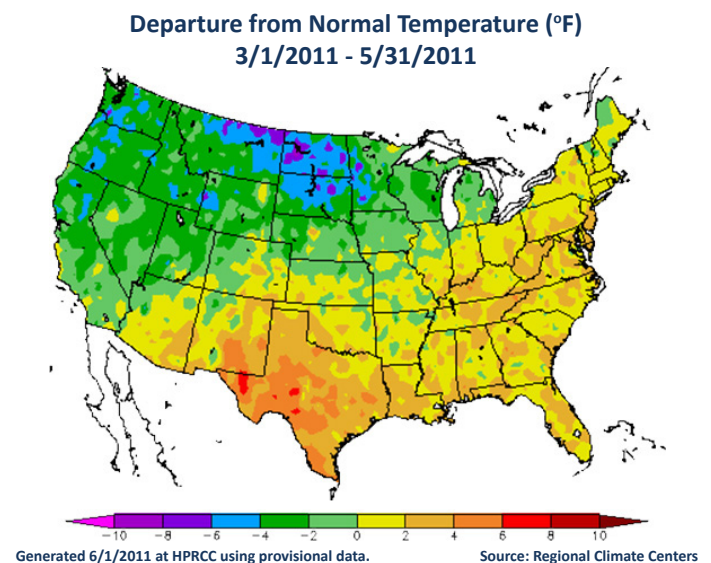 Departure from Normal Temperature (°F)
3/1/2011 - 5/31/2011
-10 -8 -6 -4 -2 0 2 4 6 8 10
Generated 6/1/2011 at HPRCC using provisional data. Source: Regional Climate Centers